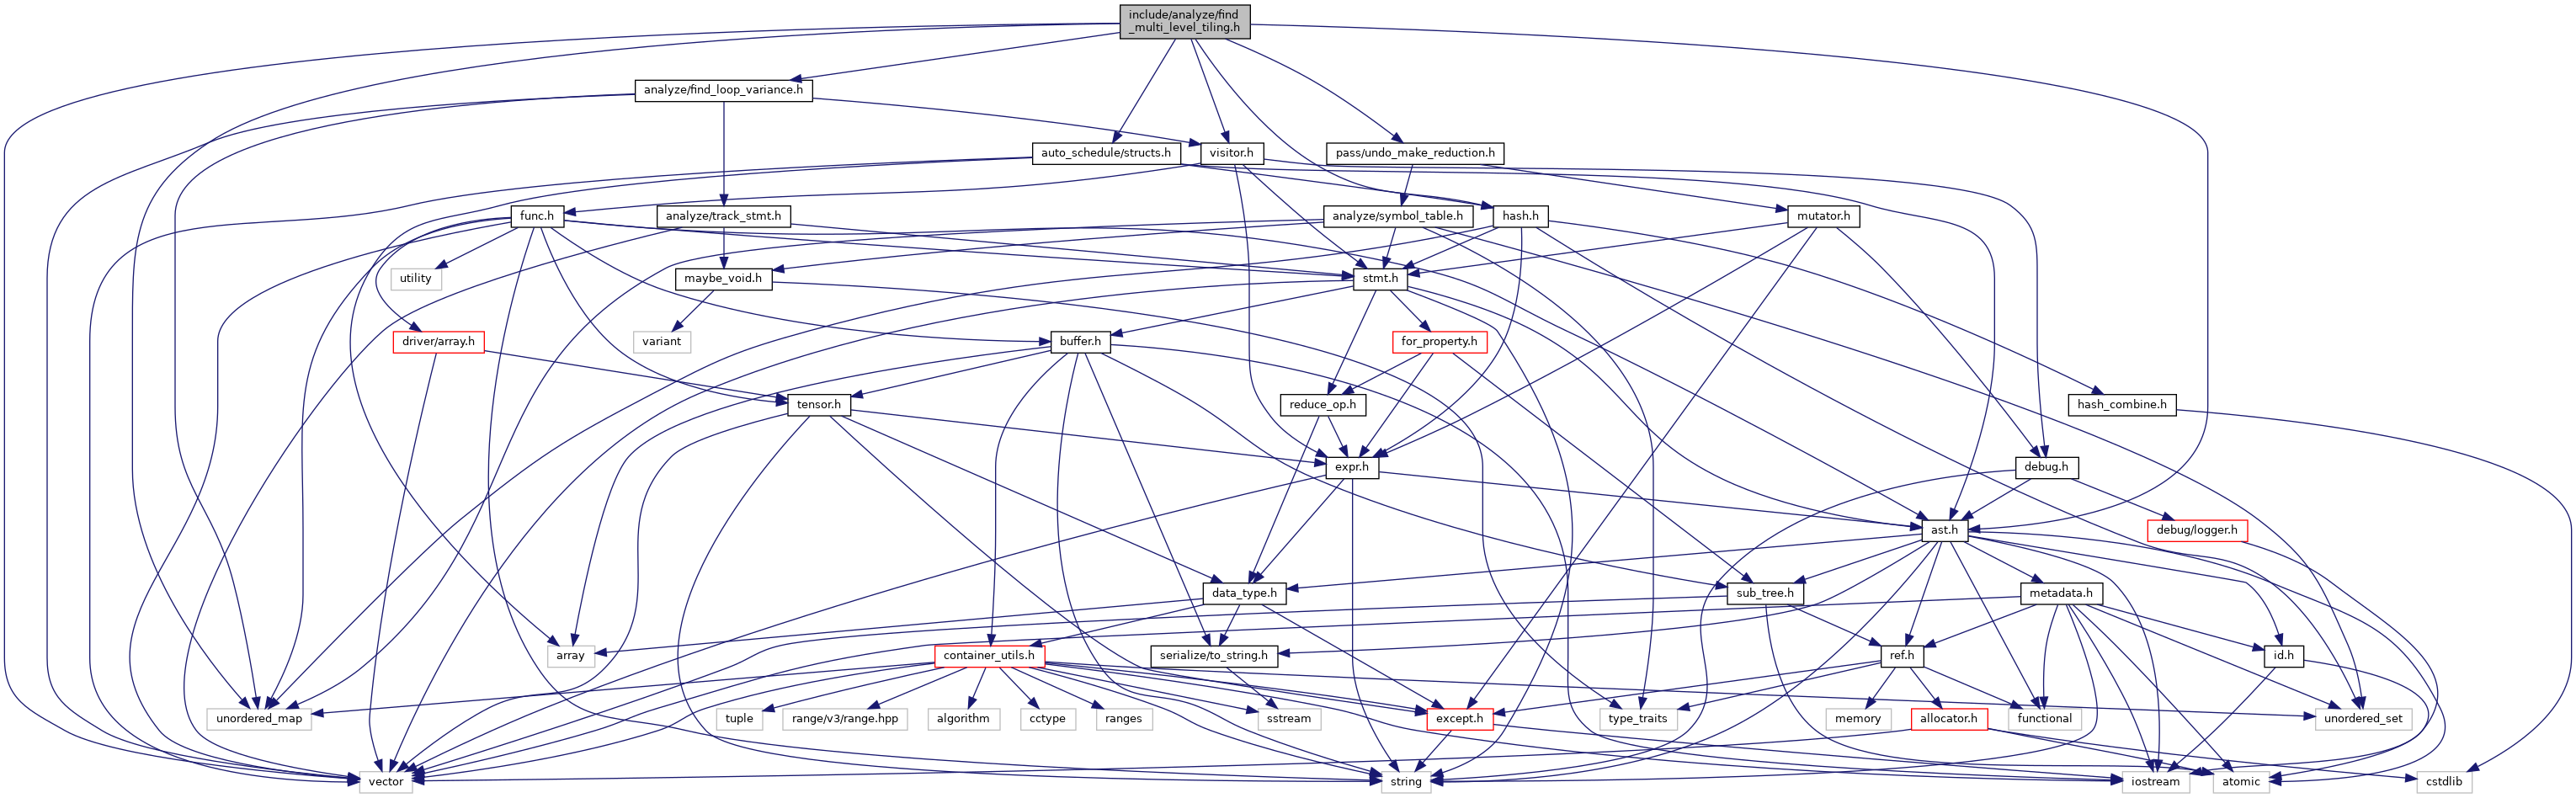 include/analyze/find
_multi_level_tiling.h
analyze/find_loop_variance.h
auto_schedule/structs.h
visitor.h
pass/undo_make_reduction.h
func.h
analyze/track_stmt.h
analyze/symbol_table.h
hash.h
mutator.h
utility
maybe_void.h
stmt.h
driver/array.h
variant
buffer.h
for_property.h
tensor.h
reduce_op.h
hash_combine.h
expr.h
debug.h
ast.h
debug/logger.h
data_type.h
sub_tree.h
metadata.h
array
container_utils.h
serialize/to_string.h
ref.h
id.h
unordered_map
tuple
range/v3/range.hpp
algorithm
cctype
ranges
sstream
except.h
type_traits
memory
allocator.h
functional
unordered_set
vector
string
iostream
atomic
cstdlib